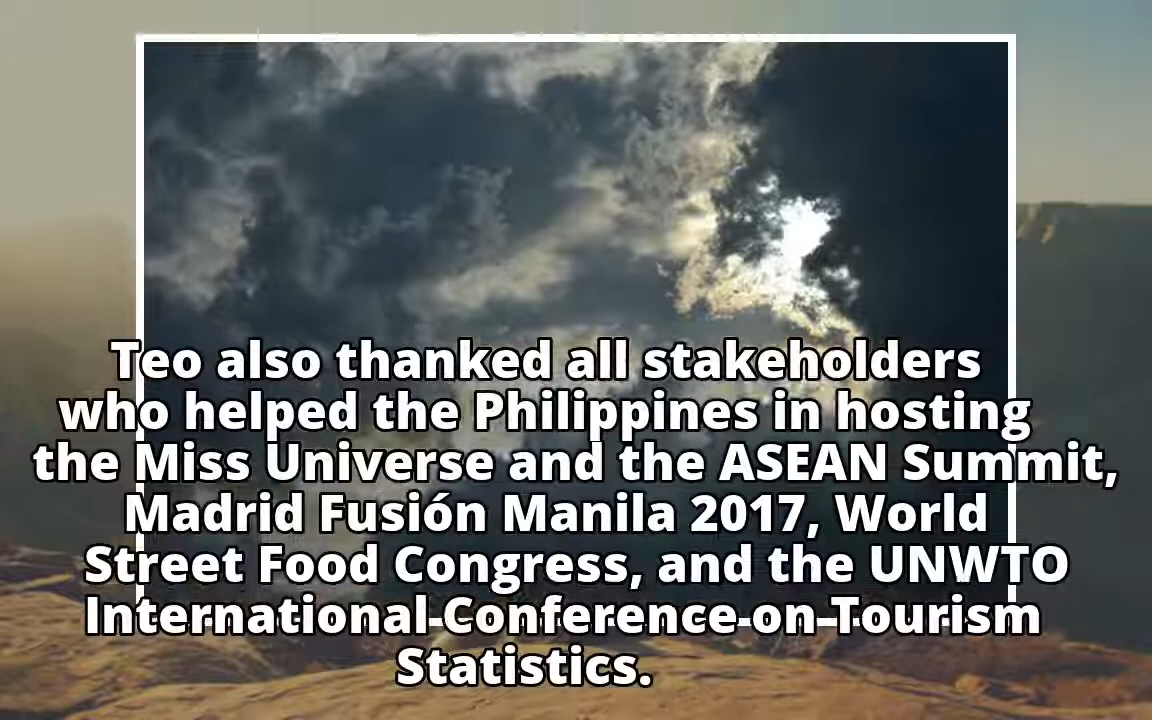 Teo also thanked all stakeholders
who helped the Philippines in hosting
the Miss Universe and the ASEAN Summit,
Madrid Fusión Manila 2017, World
Street Food Congress, and the UNWTO
International Conference on Tourism
Statistics.